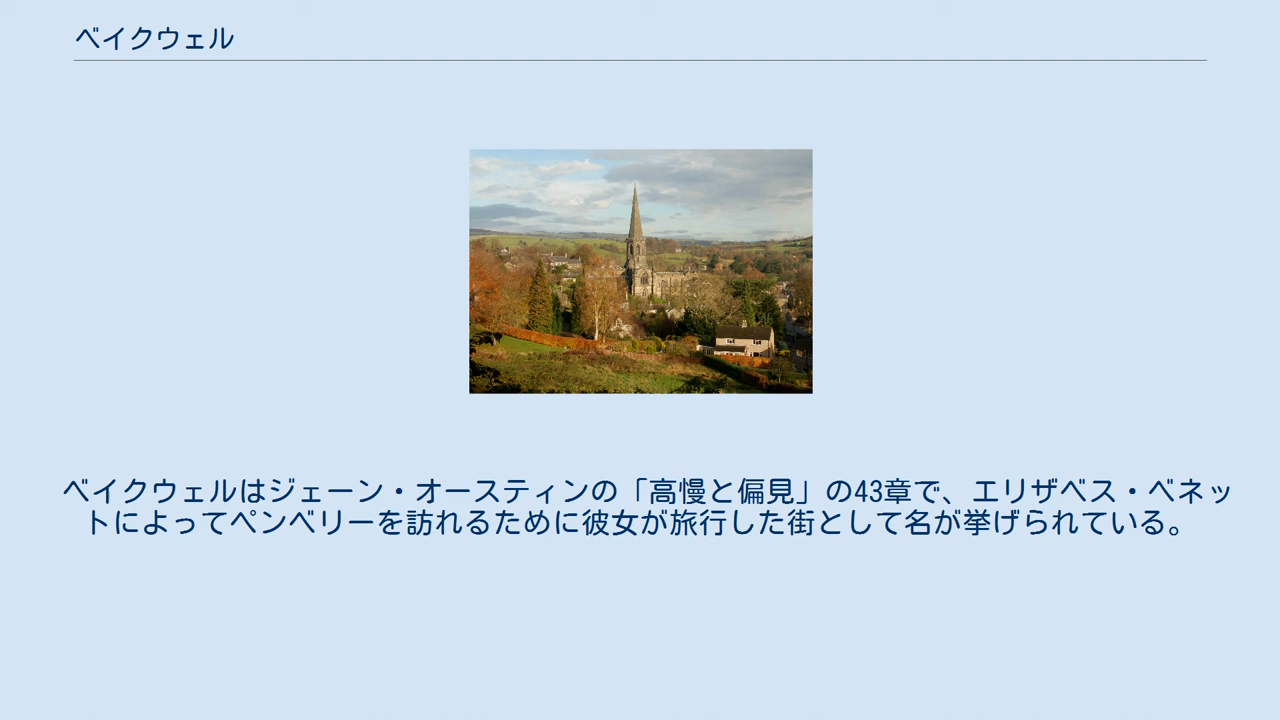 ベイクウェル
ベイクウェルはジェーン・オースティンの「高慢と偏見」の43章で、エリザベス・ベネッ
トによってペンベリーを訪れるために彼女が旅行した街として名が挙げられている。